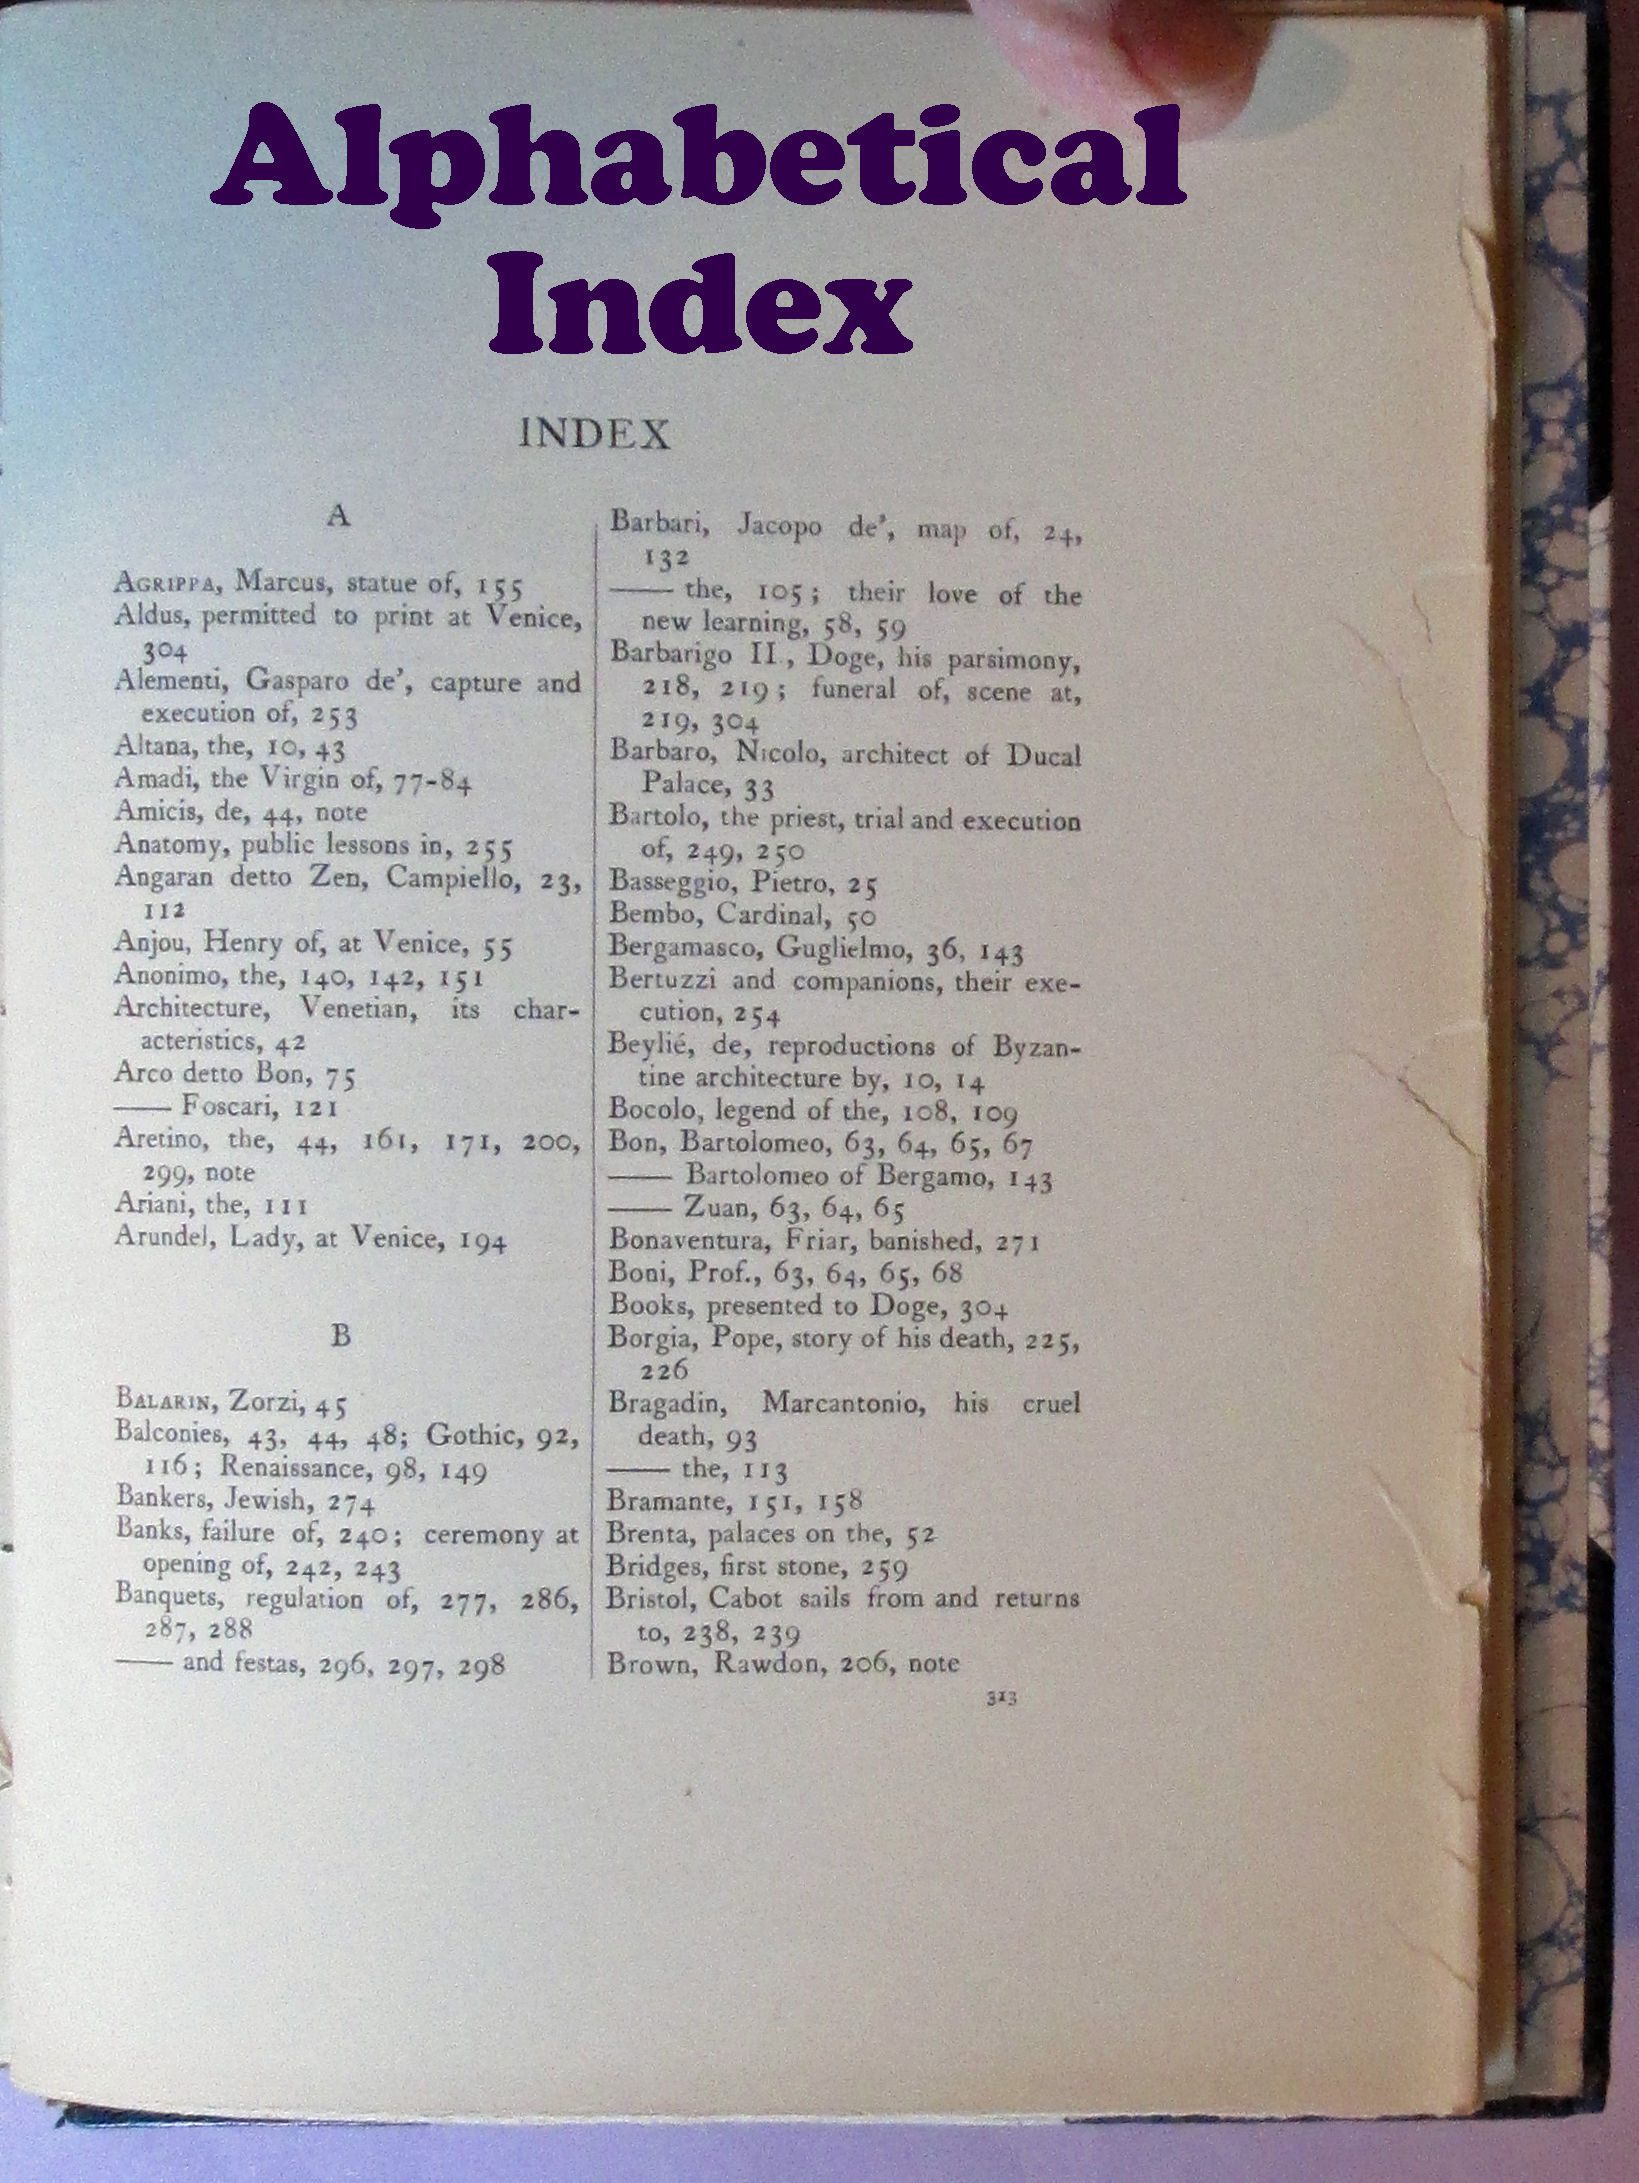 Alphabetical
Index
INDEX
A
AGRIPPA, Marcus, statue of, 155
Aldus, permitted to print at Venice,
304
Alementi, Gasparo de', capture and
execution of, 253
Altana, the, 10, 43
Amadi, the Virgin of, 77-84
Amicis, de, 44, note
Anatomy, public lessons in, 255
Angaran detto Zen, Campiello, 23,
112
Anjou, Henry of, at Venice, 55
Anonimo, the, 140, 142, 151
Architecture, Venetian, its char-
acteristics, 42
Arco detto Bon, 75
—— Foscari, 121
Aretino, the, 44, 161, 171, 200,
299, note
Ariani, the, 111
Arundel, Lady, at Venice, 194
B
BALARIN, Zorzi, 45
Balconies, 43, 44, 48; Gothic, 92,
116; Renaissance, 98, 149
Bankers, Jewish, 274
Banks, failure of, 240; ceremony at
opening of, 242, 243
Banquets, regulation of, 277, 286,
287, 288
—— and festas, 296, 297, 298
Barbari, Jacopo de', map of, 24,
132
—— the, 105; their love of the
new learning, 58, 59
Barbarigo II., Doge, his parsimony,
218, 219; funeral of, scene at,
219, 304
Barbaro, Nicolo, architect of Ducal
Palace, 33
Bartolo, the priest, trial and execution
of, 249, 250
Basseggio, Pietro, 25
Bembo, Cardinal, 50
Bergamasco, Guglielmo, 36, 143
Bertuzzi and companions, their exe-
cution, 254
Beylié, de, reproductions of Byzan-
tine architecture by, 10, 14
Bocolo, legend of the, 108, 109
Bon, Bartolomeo, 63, 64, 65, 67
—— Bartolomeo of Bergamo, 143
—— Zuan, 63, 64, 65
Bonaventura, Friar, banished, 271
Boni, Prof., 63, 64, 65, 68
Books, presented to Doge, 304
Borgia, Pope, story of his death, 225,
226
Bragadin, Marcantonio, his cruel
death, 93
—— the, 113
Bramante, 151, 158
Brenta, palaces on the, 52
Bridges, first stone, 259
Bristol, Cabot sails from and returns
to, 238, 239
Brown, Rawdon, 206, note
313